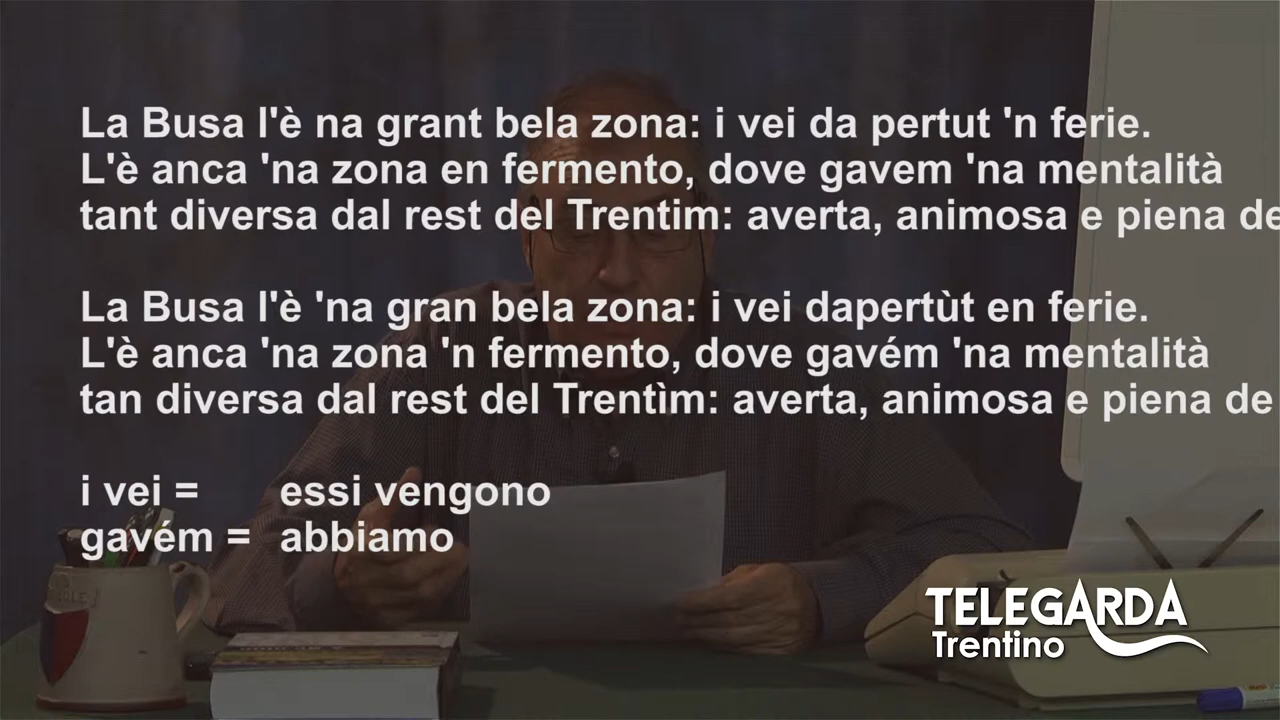 La Busa l'è na grant bela zona: i vei da pertut 'n ferie.
L'è anca 'na zona en fermento, dove gavem 'na mentalità
tant diversa dal rest del Trentim: averta, animosa e piena de
La Busa l'è 'na gran bela zona: i vei dapertùt en ferie.
L'è anca 'na zona 'n fermento, dove gavém 'na mentalità
tan diversa dal rest del Trentìm: averta, animosa e piena de
i vei = essi vengono
gavém = abbiamo
TELEGARDA
Trentino